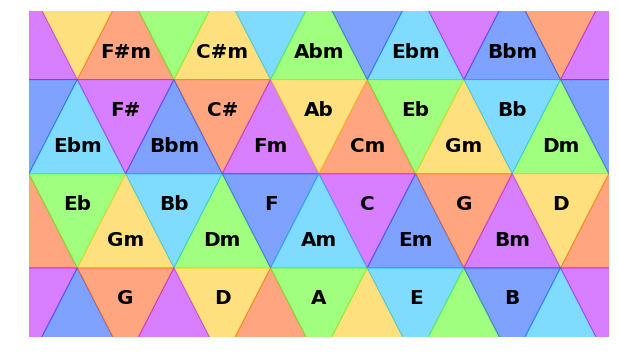 F#m C#m Abm Ebm Bbm
F# C# Ab Eb Bb
Ebm Bbm Fm Cm Gm Dm
Eb Bb F C G D
Gm Dm Am Em Bm
G D A E B